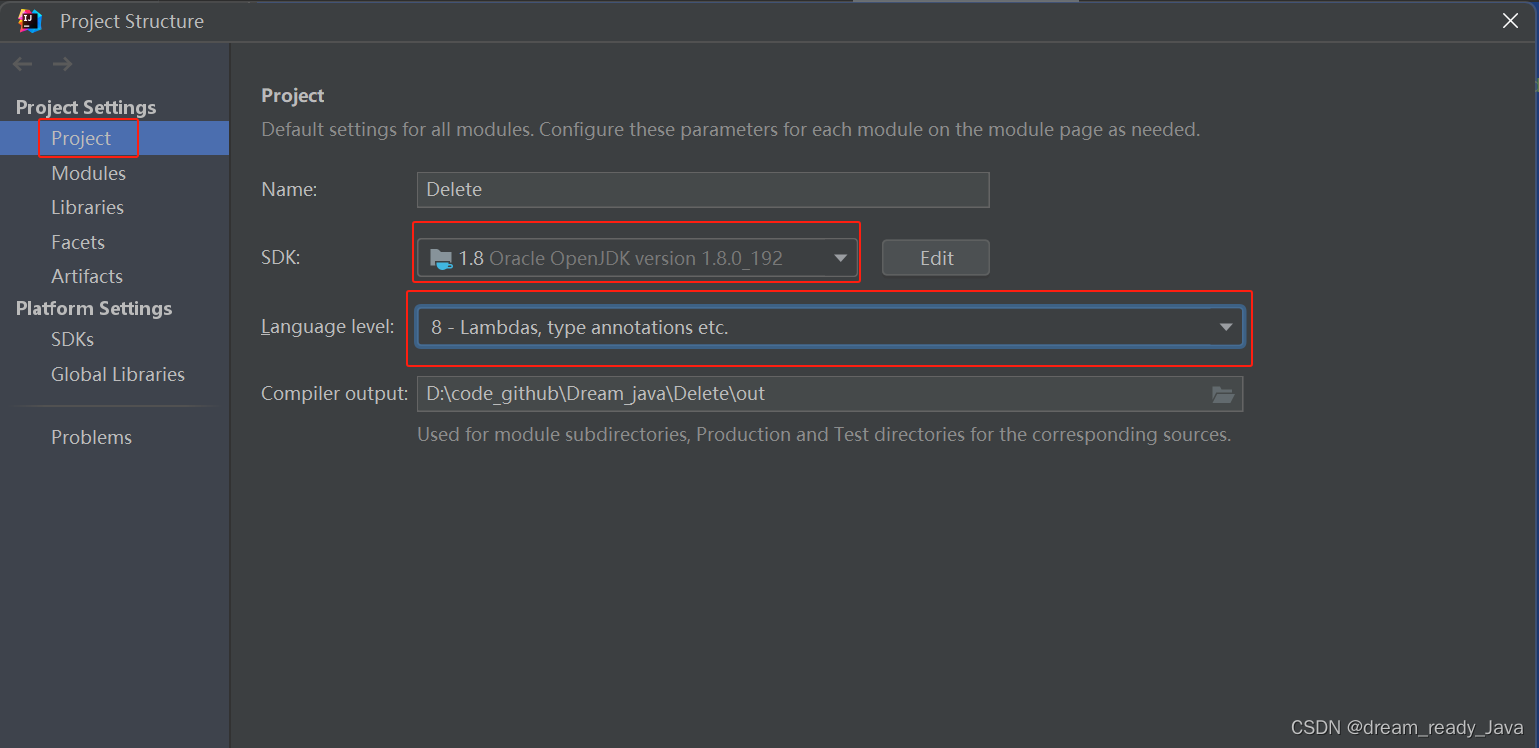 Project Structure
Project Settings
Project
Modules
Libraries
Facets
Artifacts
Platform Settings
SDKs
Global Libraries
Problems
Project
Default settings for all modules. Configure these parameters for each module on the module page as needed.
Name: Delete
SDK: 1.8 Oracle OpenJDK version 1.8.0_192 Edit
Language level: 8 - Lambdas, type annotations etc.
Compiler output: D:\code_github\Dream_java\Delete\out
Used for module subdirectories, Production and Test directories for the corresponding sources.
CSDN @dream_ready_Java